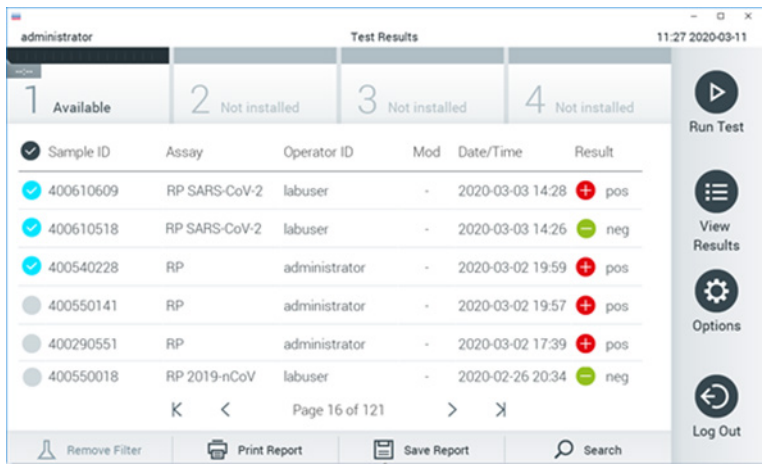 administrator Test Results 11:27 2020-03-11
1 Available 2 Not installed 3 Not installed 4 Not installed
Run Test
Sample ID Assay Operator ID Mod Date/Time Result
400610609 RP SARS-CoV-2 labuser - 2020-03-03 14:28 pos
400610518 RP SARS-CoV-2 labuser - 2020-03-03 14:26 neg
View
Results
400540228 RP administrator - 2020-03-02 19:59 pos
400550141 RP administrator - 2020-03-02 19:57 pos
Options
400290551 RP administrator - 2020-03-02 17:39 pos
400550018 RP 2019-nCoV labuser - 2020-02-26 20:34 neg
Page 16 of 121
Log Out
Remove Filter Print Report Save Report Search